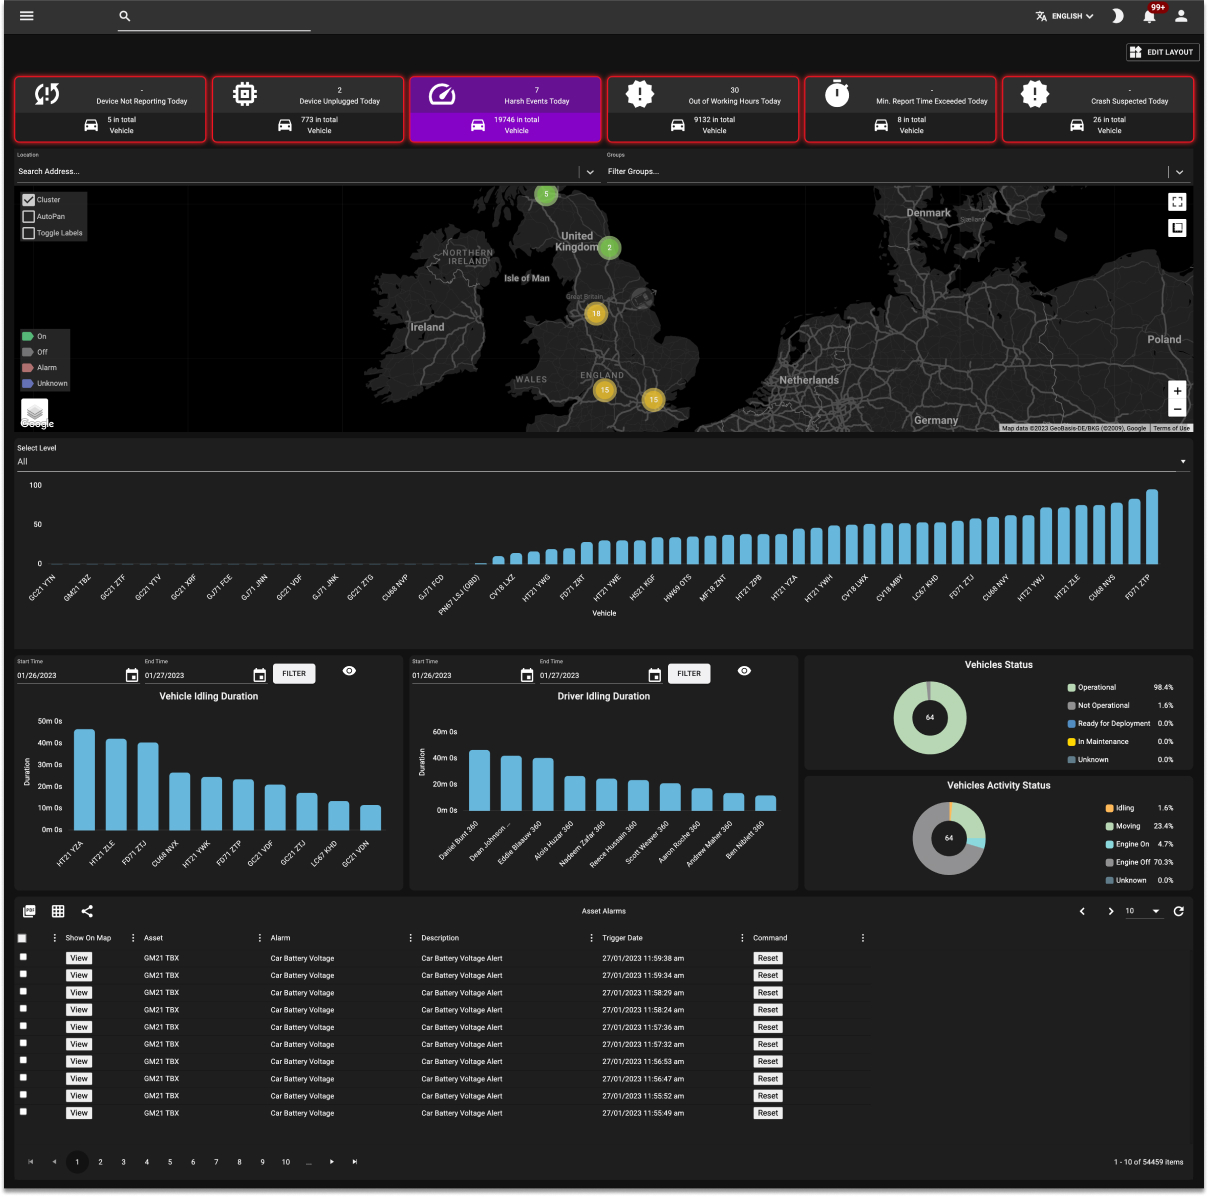 ENGLISH
99+
EDIT LAYOUT
-
Device Not Reporting Today
5 in total
Vehicle
2
Device Unplugged Today
773 in total
Vehicle
7
Harsh Events Today
19746 in total
Vehicle
30
Out of Working Hours Today
9132 in total
Vehicle
-
Min. Report Time Exceeded Today
8 in total
Vehicle
-
Crash Suspected Today
26 in total
Vehicle
Location
Search Address...
Groups
Filter Groups...
Cluster
AutoPan
Toggle Labels
On
Off
Alarm
Unknown
Google
5
United
Kingdom
2
NORTHERN
IRELAND
Isle of Man
Great Britain
18
Ireland
WALES
ENGLAND
15
15
Denmark
Sjælland
Netherlands
Germany
Poland
+
−
Map data ©2023 GeoBasis-DE/BKG (©2009), Google
Terms of Use
Select Level
All
100
50
0
GC21 YTN
GM21 TBZ
GC21 ZTF
GC21 YTV
GC21 XRF
GJ71 FCE
GJ71 JNN
GC21 VDF
GJ71 JNK
GC21 ZTG
CU68 NVP
GJ71 FCD
PN67 LSJ (OBD)
CV18 LXZ
HT21 YWG
FD71 ZRT
HT21 YWE
HS21 KGF
HW69 OTS
MF18 ZNT
HT21 ZPB
HT21 YZA
HT21 YWH
CV18 LWX
CV18 MBY
LC67 KHD
FD71 ZTJ
CU68 NVY
HT21 YWJ
HT21 ZLE
CU68 NVS
FD71 ZTP
Vehicle
Start Time
01/26/2023
End Time
01/27/2023
FILTER
Vehicle Idling Duration
Duration
50m 0s
40m 0s
30m 0s
20m 0s
10m 0s
0m 0s
HT21 YZA
HT21 ZLE
FD71 ZTJ
CU68 NVX
HT21 YWK
FD71 ZTP
GC21 VDF
GC21 ZTJ
LC67 KHD
GC21 VDN
Start Time
01/26/2023
End Time
01/27/2023
FILTER
Driver Idling Duration
Duration
60m 0s
40m 0s
20m 0s
0m 0s
Daniel Bunt 360
Dean Johnson ...
Eddie Blaauw 360
Alois Huzar 360
Nadeem Zafar 360
Reece Hussain 360
Scott Weaver 360
Aaron Roche 360
Andrew Maher 360
Ben Niblett 360
Vehicles Status
64
Operational 98.4%
Not Operational 1.6%
Ready for Deployment 0.0%
In Maintenance 0.0%
Unknown 0.0%
Vehicles Activity Status
64
Idling 1.6%
Moving 23.4%
Engine On 4.7%
Engine Off 70.3%
Unknown 0.0%
PDF
Asset Alarms
10
Show On Map Asset Alarm Description Trigger Date Command
View GM21 TBX Car Battery Voltage Car Battery Voltage Alert 27/01/2023 11:59:38 am Reset
View GM21 TBX Car Battery Voltage Car Battery Voltage Alert 27/01/2023 11:59:34 am Reset
View GM21 TBX Car Battery Voltage Car Battery Voltage Alert 27/01/2023 11:58:29 am Reset
View GM21 TBX Car Battery Voltage Car Battery Voltage Alert 27/01/2023 11:58:24 am Reset
View GM21 TBX Car Battery Voltage Car Battery Voltage Alert 27/01/2023 11:57:36 am Reset
View GM21 TBX Car Battery Voltage Car Battery Voltage Alert 27/01/2023 11:57:32 am Reset
View GM21 TBX Car Battery Voltage Car Battery Voltage Alert 27/01/2023 11:56:53 am Reset
View GM21 TBX Car Battery Voltage Car Battery Voltage Alert 27/01/2023 11:56:47 am Reset
View GM21 TBX Car Battery Voltage Car Battery Voltage Alert 27/01/2023 11:55:52 am Reset
View GM21 TBX Car Battery Voltage Car Battery Voltage Alert 27/01/2023 11:55:49 am Reset
1 2 3 4 5 6 7 8 9 10 ...
1 - 10 of 54459 items